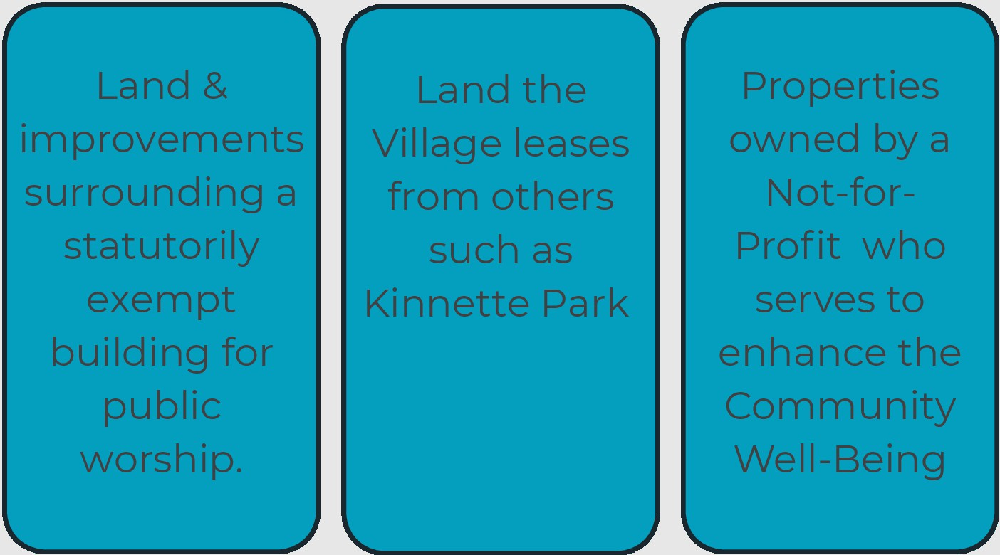 Land &
improvements
surrounding a
statutorily
exempt
building for
public
worship.
Land the
Village leases
from others
such as
Kinnette Park
Properties
owned by a
Not-for-
Profit  who
serves to
enhance the
Community
Well-Being